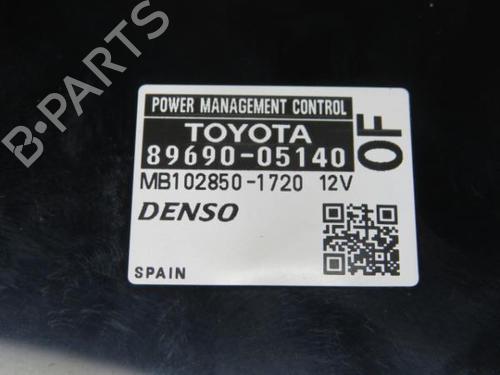 POWER MANAGEMENT CONTROL
TOYOTA
89690-05140
OF
MB102850-1720 12V
DENSO
SPAIN
B-PARTS